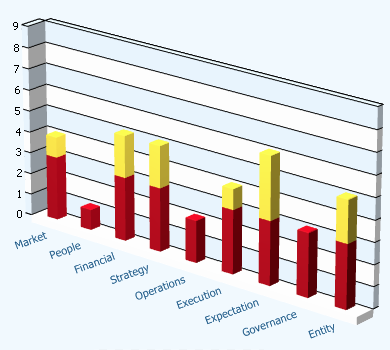 9
8
7
6
5
4
3
2
1
0
Market
People
Financial
Strategy
Operations
Execution
Expectation
Governance
Entity